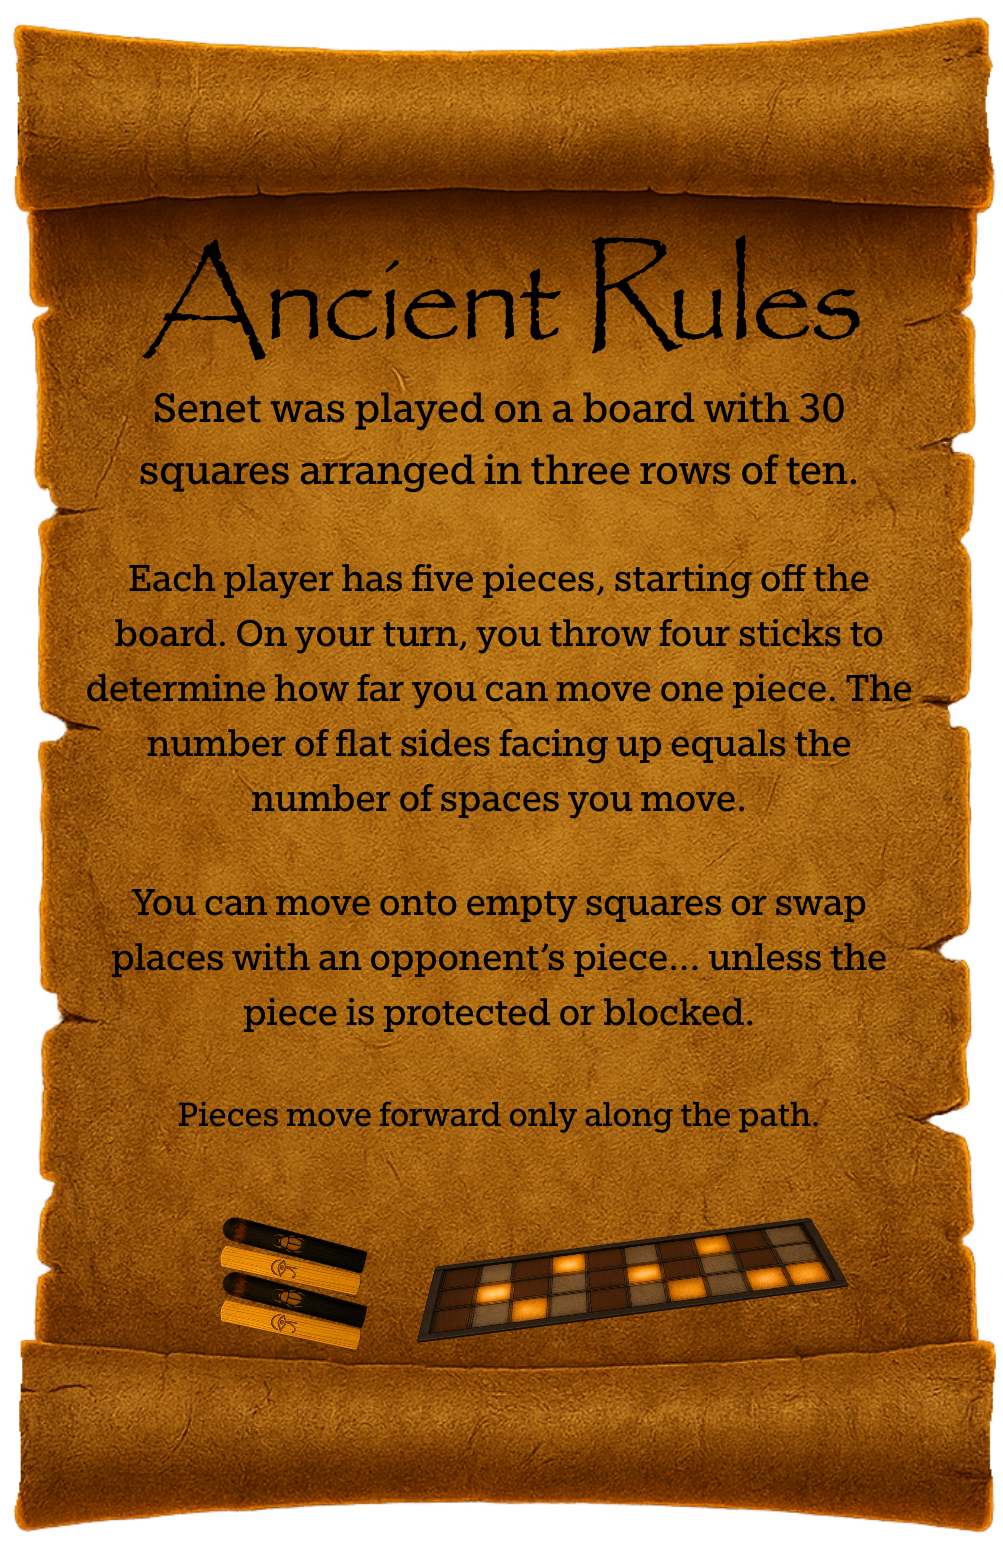 Ancient Rules
Senet was played on a board with 30
squares arranged in three rows of ten.
Each player has five pieces, starting off the
board. On your turn, you throw four sticks to
determine how far you can move one piece. The
number of flat sides facing up equals the
number of spaces you move.
You can move onto empty squares or swap
places with an opponent’s piece... unless the
piece is protected or blocked.
Pieces move forward only along the path.